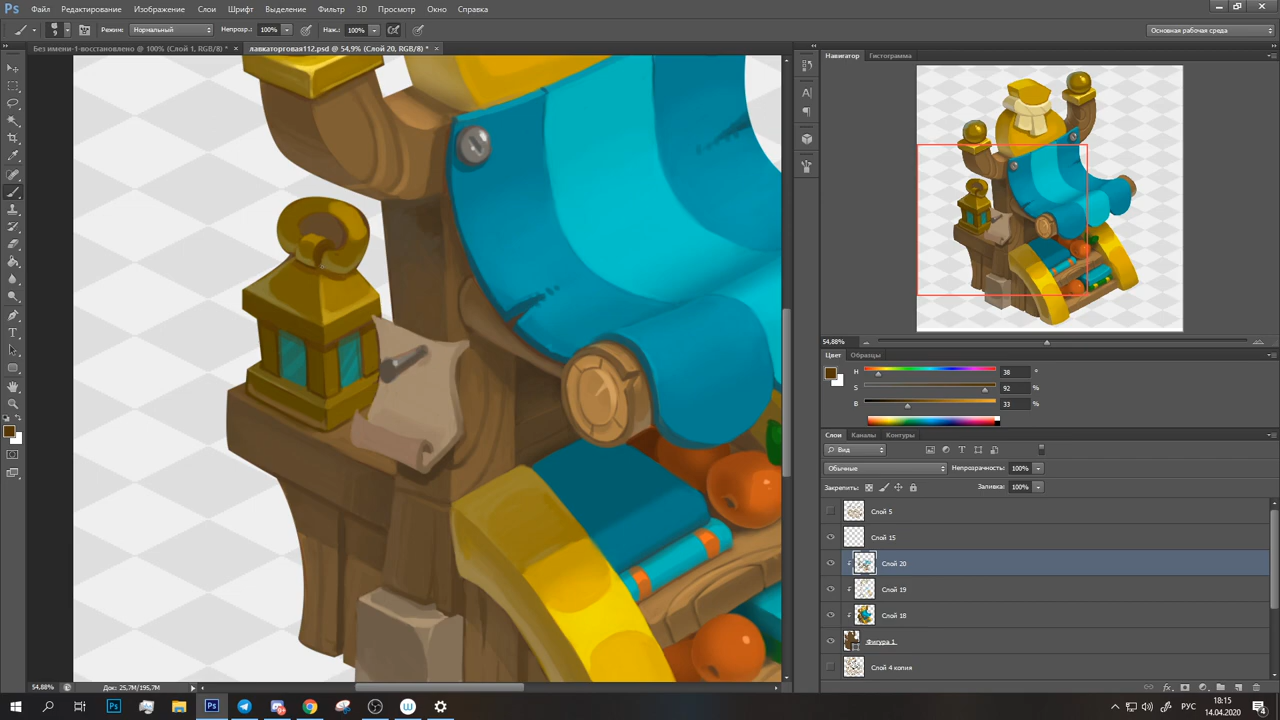 Ps Файл Редактирование Изображение Слои Шрифт Выделение Фильтр 3D Просмотр Окно Справка
9 Режим: Нормальный Непрозр.: 100% Наж.: 100% Основная рабочая среда
Без имени-1-восстановлено @ 100% (Слой 1, RGB/8) * × лавкаторговая112.psd @ 54,9% (Слой 20, RGB/8) * ×
Навигатор Гистограмма
54,88%
Цвет Образцы
H 38 °
S 92 %
B 33 %
Слои Каналы Контуры
Вид
Обычные Непрозрачность: 100%
Закрепить: Заливка: 100%
Слой 5
Слой 15
Слой 20
Слой 19
Слой 18
Фигура 1
Слой 4 копия
54,88% Док: 25,7M/195,7M
РУС 18:15
14.04.2020
4